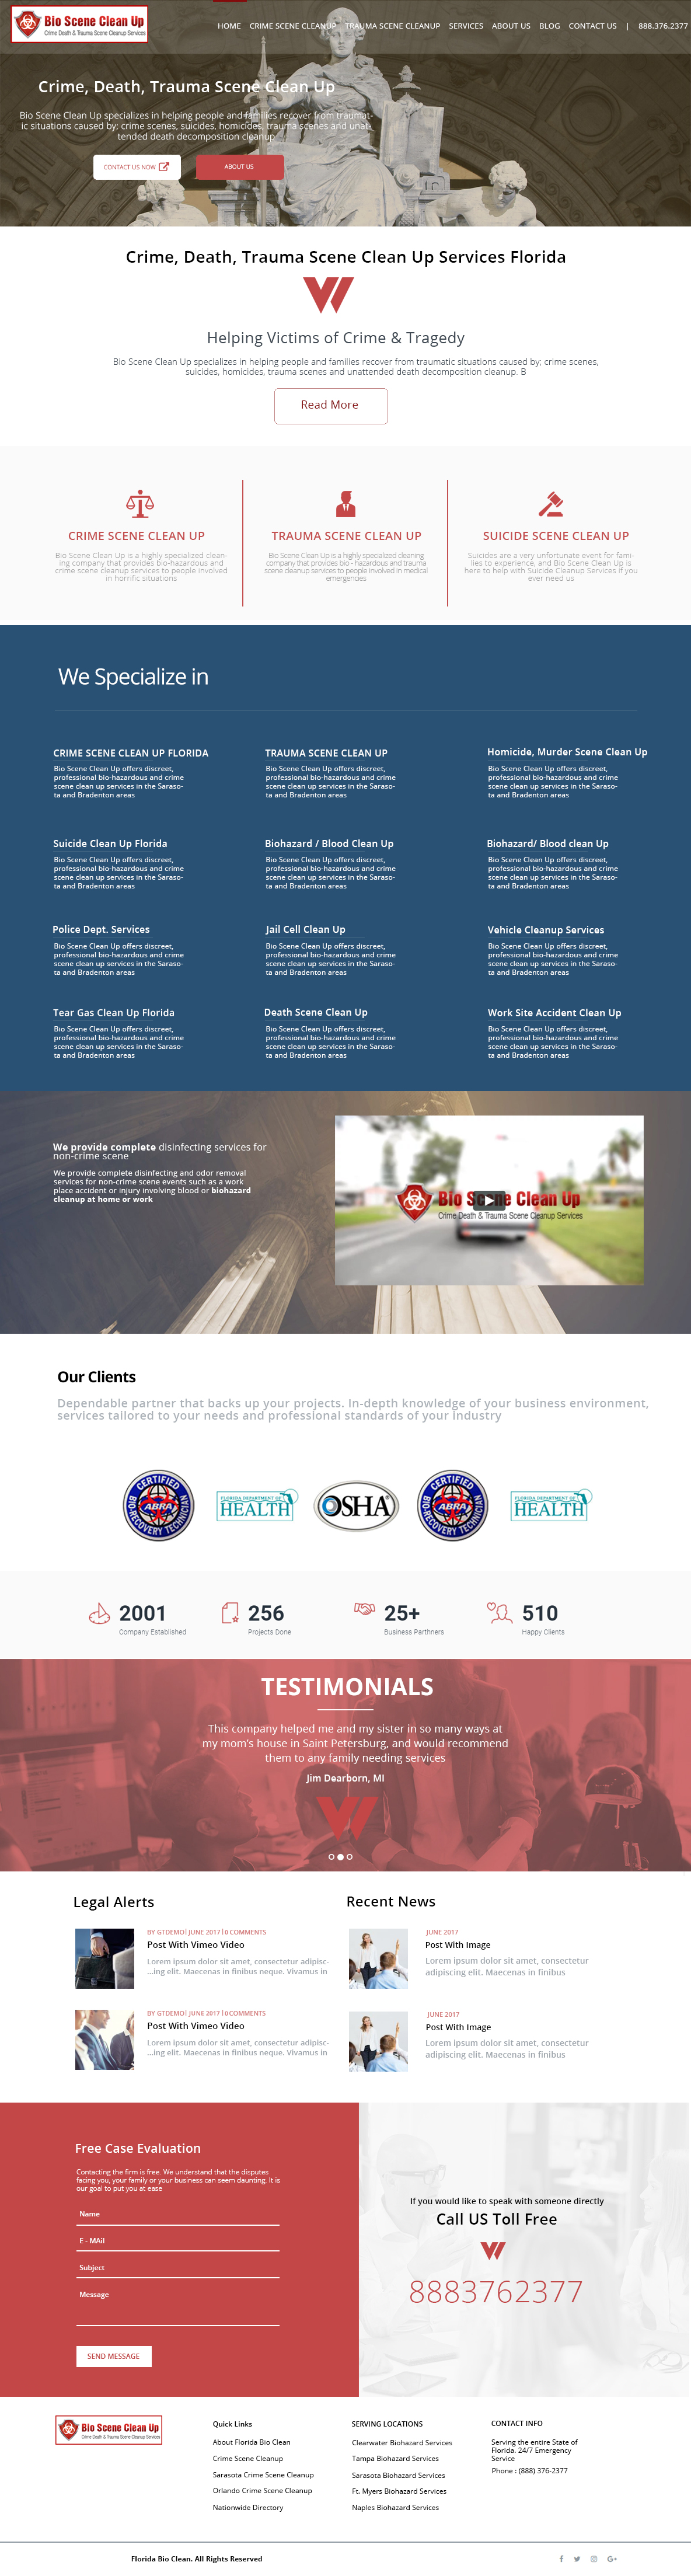 Bio Scene Clean Up
Crime Death & Trauma Scene Cleanup Services
HOME CRIME SCENE CLEANUP TRAUMA SCENE CLEANUP SERVICES ABOUT US BLOG CONTACT US | 888.376.2377
Crime, Death, Trauma Scene Clean Up
Bio Scene Clean Up specializes in helping people and families recover from traumat-
ic situations caused by; crime scenes, suicides, homicides, trauma scenes and unat-
tended death decomposition cleanup
CONTACT US NOW
ABOUT US
Crime, Death, Trauma Scene Clean Up Services Florida
Helping Victims of Crime & Tragedy
Bio Scene Clean Up specializes in helping people and families recover from traumatic situations caused by; crime scenes,
suicides, homicides, trauma scenes and unattended death decomposition cleanup. B
Read More
CRIME SCENE CLEAN UP
Bio Scene Clean Up is a highly specialized clean-
ing company that provides bio-hazardous and
crime scene cleanup services to people involved
in horrific situations
TRAUMA SCENE CLEAN UP
Bio Scene Clean Up is a highly specialized cleaning
company that provides bio - hazardous and trauma
scene cleanup services to people involved in medical
emergencies
SUICIDE SCENE CLEAN UP
Suicides are a very unfortunate event for fami-
lies to experience, and Bio Scene Clean Up is
here to help with Suicide Cleanup Services if you
ever need us
We Specialize in
CRIME SCENE CLEAN UP FLORIDA
Bio Scene Clean Up offers discreet,
professional bio-hazardous and crime
scene clean up services in the Saraso-
ta and Bradenton areas
TRAUMA SCENE CLEAN UP
Bio Scene Clean Up offers discreet,
professional bio-hazardous and crime
scene clean up services in the Saraso-
ta and Bradenton areas
Homicide, Murder Scene Clean Up
Bio Scene Clean Up offers discreet,
professional bio-hazardous and crime
scene clean up services in the Saraso-
ta and Bradenton areas
Suicide Clean Up Florida
Bio Scene Clean Up offers discreet,
professional bio-hazardous and crime
scene clean up services in the Saraso-
ta and Bradenton areas
Biohazard / Blood Clean Up
Bio Scene Clean Up offers discreet,
professional bio-hazardous and crime
scene clean up services in the Saraso-
ta and Bradenton areas
Biohazard/ Blood clean Up
Bio Scene Clean Up offers discreet,
professional bio-hazardous and crime
scene clean up services in the Saraso-
ta and Bradenton areas
Police Dept. Services
Bio Scene Clean Up offers discreet,
professional bio-hazardous and crime
scene clean up services in the Saraso-
ta and Bradenton areas
Jail Cell Clean Up
Bio Scene Clean Up offers discreet,
professional bio-hazardous and crime
scene clean up services in the Saraso-
ta and Bradenton areas
Vehicle Cleanup Services
Bio Scene Clean Up offers discreet,
professional bio-hazardous and crime
scene clean up services in the Saraso-
ta and Bradenton areas
Tear Gas Clean Up Florida
Bio Scene Clean Up offers discreet,
professional bio-hazardous and crime
scene clean up services in the Saraso-
ta and Bradenton areas
Death Scene Clean Up
Bio Scene Clean Up offers discreet,
professional bio-hazardous and crime
scene clean up services in the Saraso-
ta and Bradenton areas
Work Site Accident Clean Up
Bio Scene Clean Up offers discreet,
professional bio-hazardous and crime
scene clean up services in the Saraso-
ta and Bradenton areas
We provide complete disinfecting services for
non-crime scene
We provide complete disinfecting and odor removal
services for non-crime scene events such as a work
place accident or injury involving blood or biohazard
cleanup at home or work
Bio Scene Clean Up
Crime Death & Trauma Scene Cleanup Services
Our Clients
Dependable partner that backs up your projects. In-depth knowledge of your business environment,
services tailored to your needs and professional standards of your industry
CERTIFIED
ABRA
BIO RECOVERY TECHNICIAN
FLORIDA DEPARTMENT OF
HEALTH
OSHA
CERTIFIED
ABRA
BIO RECOVERY TECHNICIAN
FLORIDA DEPARTMENT OF
HEALTH
2001
Company Established
256
Projects Done
25+
Business Parthners
510
Happy Clients
TESTIMONIALS
This company helped me and my sister in so many ways at
my mom's house in Saint Petersburg, and would recommend
them to any family needing services
Jim Dearborn, MI
Legal Alerts
BY GTDEMO| JUNE 2017 | 0 COMMENTS
Post With Vimeo Video
Lorem ipsum dolor sit amet, consectetur adipisc-
...ing elit. Maecenas in finibus neque. Vivamus in
BY GTDEMO| JUNE 2017 | 0 COMMENTS
Post With Vimeo Video
Lorem ipsum dolor sit amet, consectetur adipisc-
...ing elit. Maecenas in finibus neque. Vivamus in
Recent News
JUNE 2017
Post With Image
Lorem ipsum dolor sit amet, consectetur
adipiscing elit. Maecenas in finibus
JUNE 2017
Post With Image
Lorem ipsum dolor sit amet, consectetur
adipiscing elit. Maecenas in finibus
Free Case Evaluation
Contacting the firm is free. We understand that the disputes
facing you, your family or your business can seem daunting. It is
our goal to put you at ease
Name
E - MAil
Subject
Message
SEND MESSAGE
If you would like to speak with someone directly
Call US Toll Free
8883762377
Bio Scene Clean Up
Crime Death & Trauma Scene Cleanup Services
Quick Links
About Florida Bio Clean
Crime Scene Cleanup
Sarasota Crime Scene Cleanup
Orlando Crime Scene Cleanup
Nationwide Directory
SERVING LOCATIONS
Clearwater Biohazard Services
Tampa Biohazard Services
Sarasota Biohazard Services
Ft. Myers Biohazard Services
Naples Biohazard Services
CONTACT INFO
Serving the entire State of
Florida. 24/7 Emergency
Service
Phone : (888) 376-2377
Florida Bio Clean. All Rights Reserved